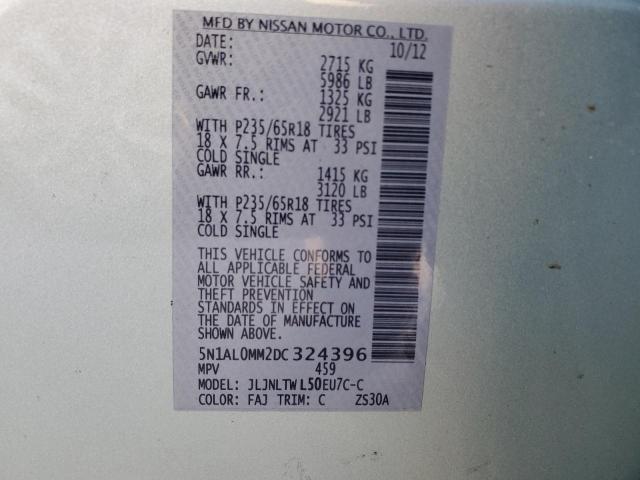 MFD BY NISSAN MOTOR CO., LTD.
DATE: 10/12
GVWR: 2715 KG
5986 LB
GAWR FR.: 1325 KG
2921 LB
WITH P235/65R18 TIRES
18 X 7.5 RIMS AT 33 PSI
COLD SINGLE
GAWR RR.: 1415 KG
3120 LB
WITH P235/65R18 TIRES
18 X 7.5 RIMS AT 33 PSI
COLD SINGLE
THIS VEHICLE CONFORMS TO
ALL APPLICABLE FEDERAL
MOTOR VEHICLE SAFETY AND
THEFT PREVENTION
STANDARDS IN EFFECT ON
THE DATE OF MANUFACTURE
SHOWN ABOVE.
5N1AL0MM2DC324396
MPV 459
MODEL: JLJNLTWL50EU7C-C
COLOR: FAJ TRIM: C ZS30A